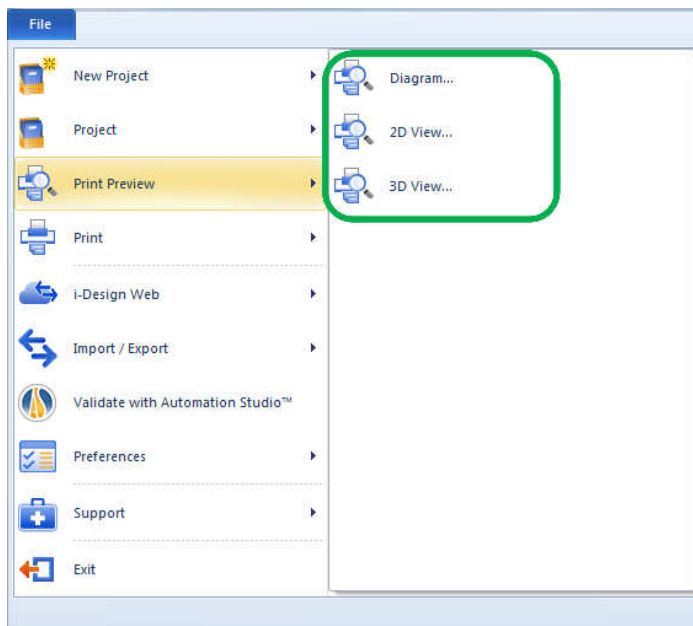 File
New Project
Project
Print Preview
Print
i-Design Web
Import / Export
Validate with Automation Studio™
Preferences
Support
Exit
Diagram...
2D View...
3D View...